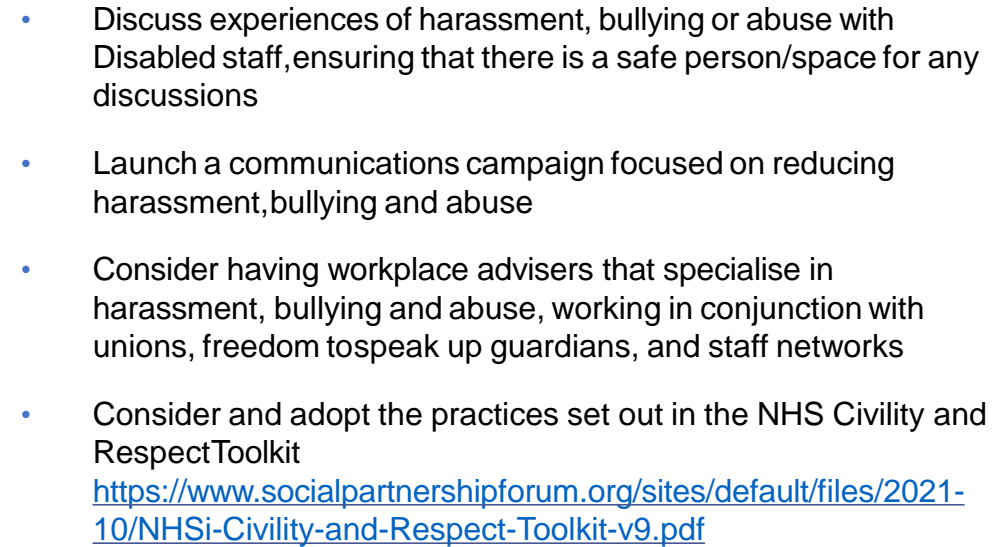 • Discuss experiences of harassment, bullying or abuse with
Disabled staff,ensuring that there is a safe person/space for any
discussions
• Launch a communications campaign focused on reducing
harassment,bullying and abuse
• Consider having workplace advisers that specialise in
harassment, bullying and abuse, working in conjunction with
unions, freedom tospeak up guardians, and staff networks
• Consider and adopt the practices set out in the NHS Civility and
RespectToolkit
https://www.socialpartnershipforum.org/sites/default/files/2021-
10/NHSi-Civility-and-Respect-Toolkit-v9.pdf